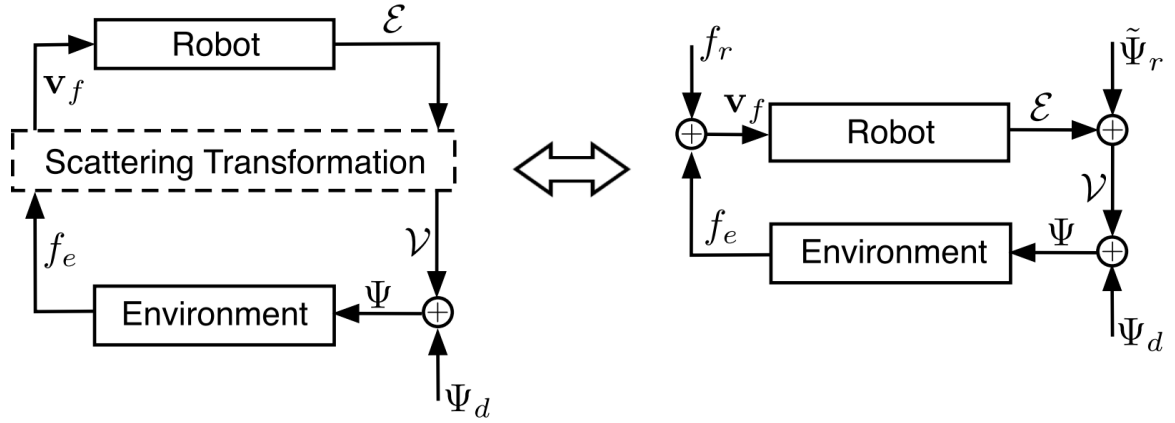 Robot
ℰ
𝐯_f
Scattering Transformation
f_e
𝒱
Environment
Ψ
Ψ_d
f_r
Ψ̃_r
𝐯_f
Robot
ℰ
𝒱
f_e
Environment
Ψ
Ψ_d